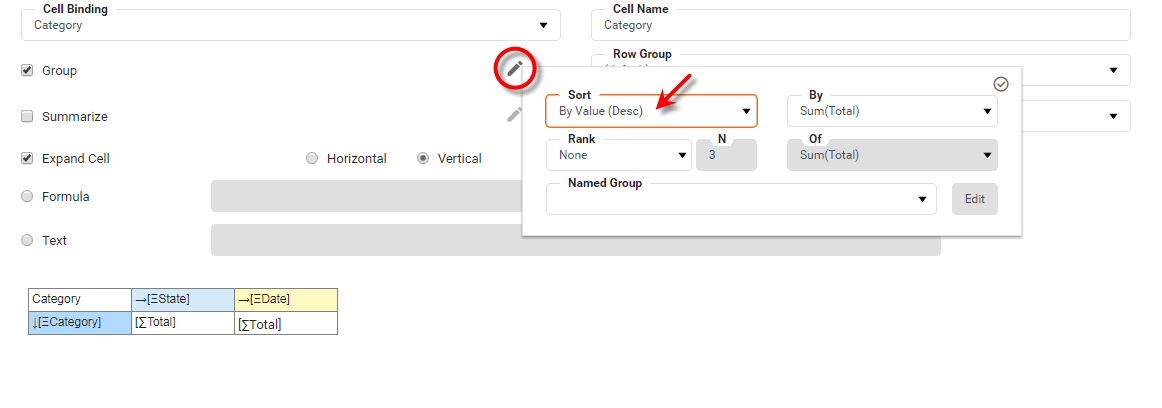 Cell Binding
Cell Name
Category
Category
Group
Row Group
Sort
By
By Value (Desc)
Sum(Total)
Summarize
Rank
N
Of
None
3
Sum(Total)
Expand Cell
Horizontal
Vertical
Named Group
Edit
Formula
Text
Category
→[ΞState]
→[ΞDate]
↓[ΞCategory]
[∑Total]
[∑Total]